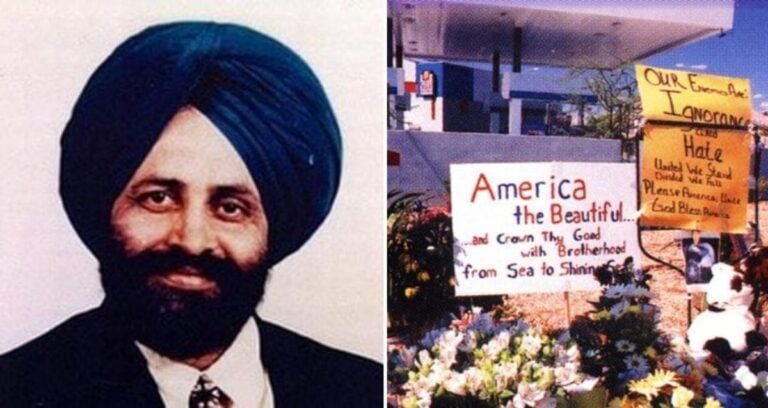 America
the Beautiful...
...and Crown Thy Good
with Brotherhood
from Sea to Shining
OUR Enemies Are:
Ignorance
Hate
United We Stand
Divided We Fall
Please America Unite
God Bless America